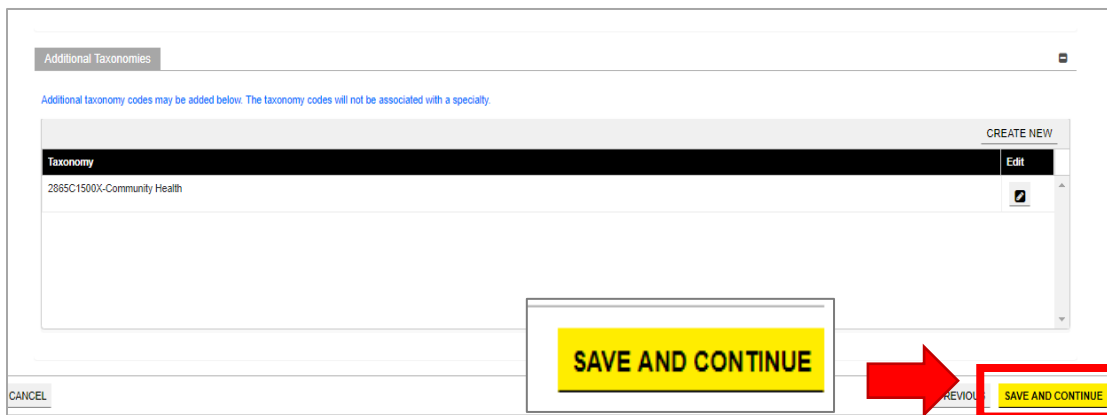 Additional Taxonomies
Additional taxonomy codes may be added below. The taxonomy codes will not be associated with a specialty.
CREATE NEW
Taxonomy Edit
2865C1500X-Community Health
SAVE AND CONTINUE
CANCEL REVIOUS SAVE AND CONTINUE